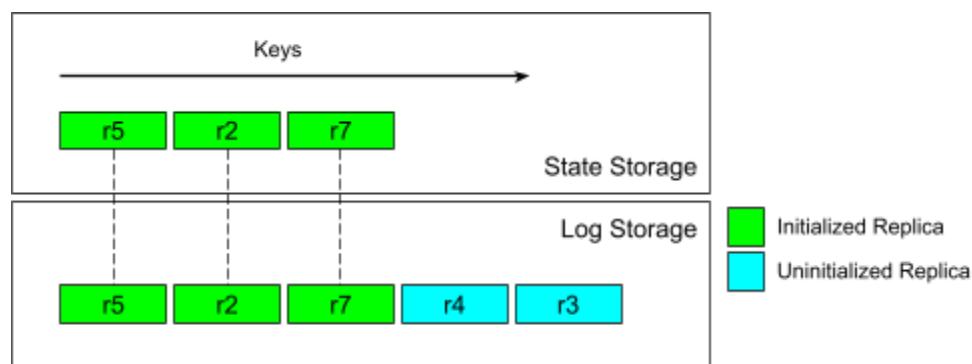 Keys
r5 r2 r7
State Storage
Log Storage
Initialized Replica
Uninitialized Replica
r5 r2 r7 r4 r3